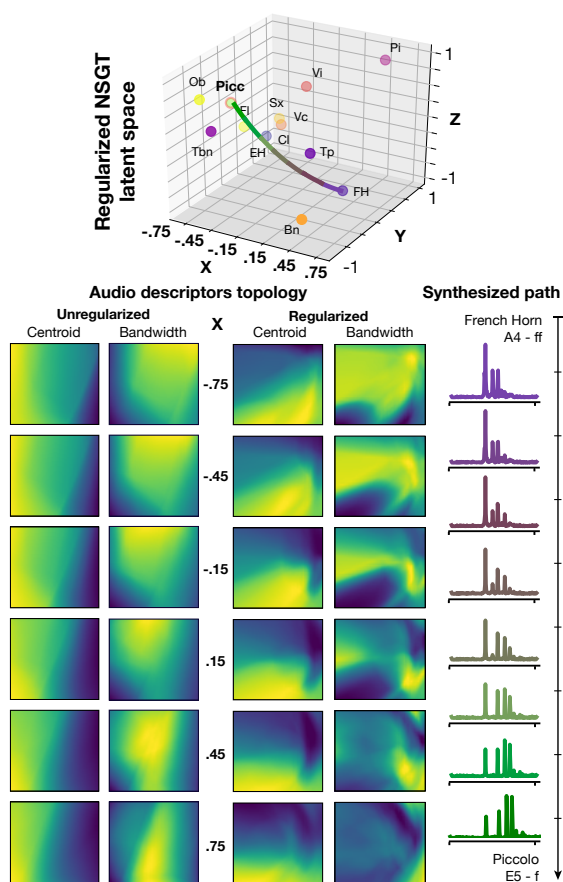 Regularized NSGT
latent space
Pi
1
Ob
Picc
Vi
Z
Fl
Sx
Vc
Tbn
Cl
EH
Tp
FH
-1
1
Bn
Y
-1
-.75 -.45 -.15 .15 .45 .75
X
Audio descriptors topology
Synthesized path
Unregularized
X
Regularized
Centroid
Bandwidth
Centroid
Bandwidth
French Horn
A4 - ff
-.75
-.45
-.15
.15
.45
.75
Piccolo
E5 - f